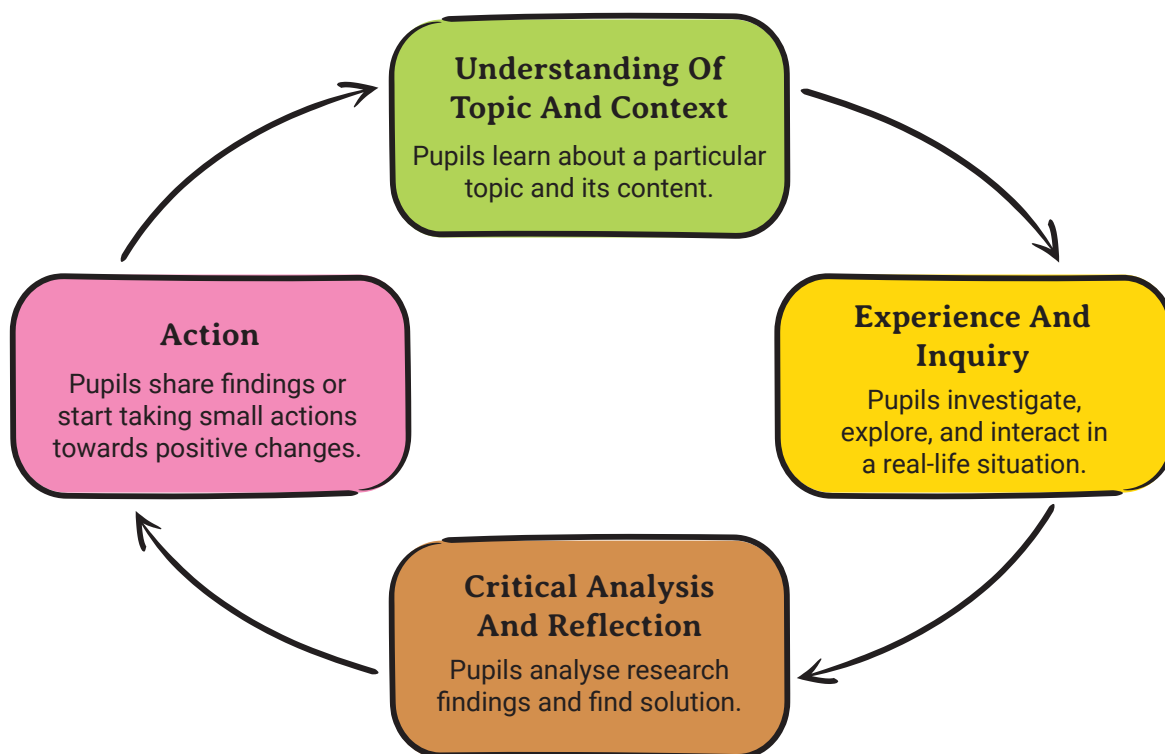 Understanding Of
Topic And Context
Pupils learn about a particular
topic and its content.
Experience And
Inquiry
Pupils investigate,
explore, and interact in
a real-life situation.
Critical Analysis
And Reflection
Pupils analyse research
findings and find solution.
Action
Pupils share findings or
start taking small actions
towards positive changes.